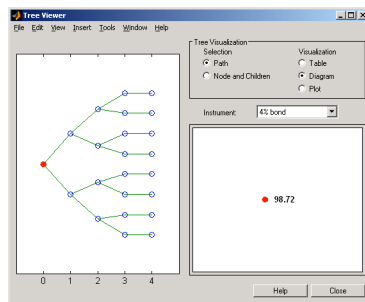 Tree Viewer
File Edit View Insert Tools Window Help
Tree Visualization
Selection
Visualization
Path
Table
Node and Children
Diagram
Plot
Instrument:
4% bond
98.72
0 1 2 3 4
Help
Close